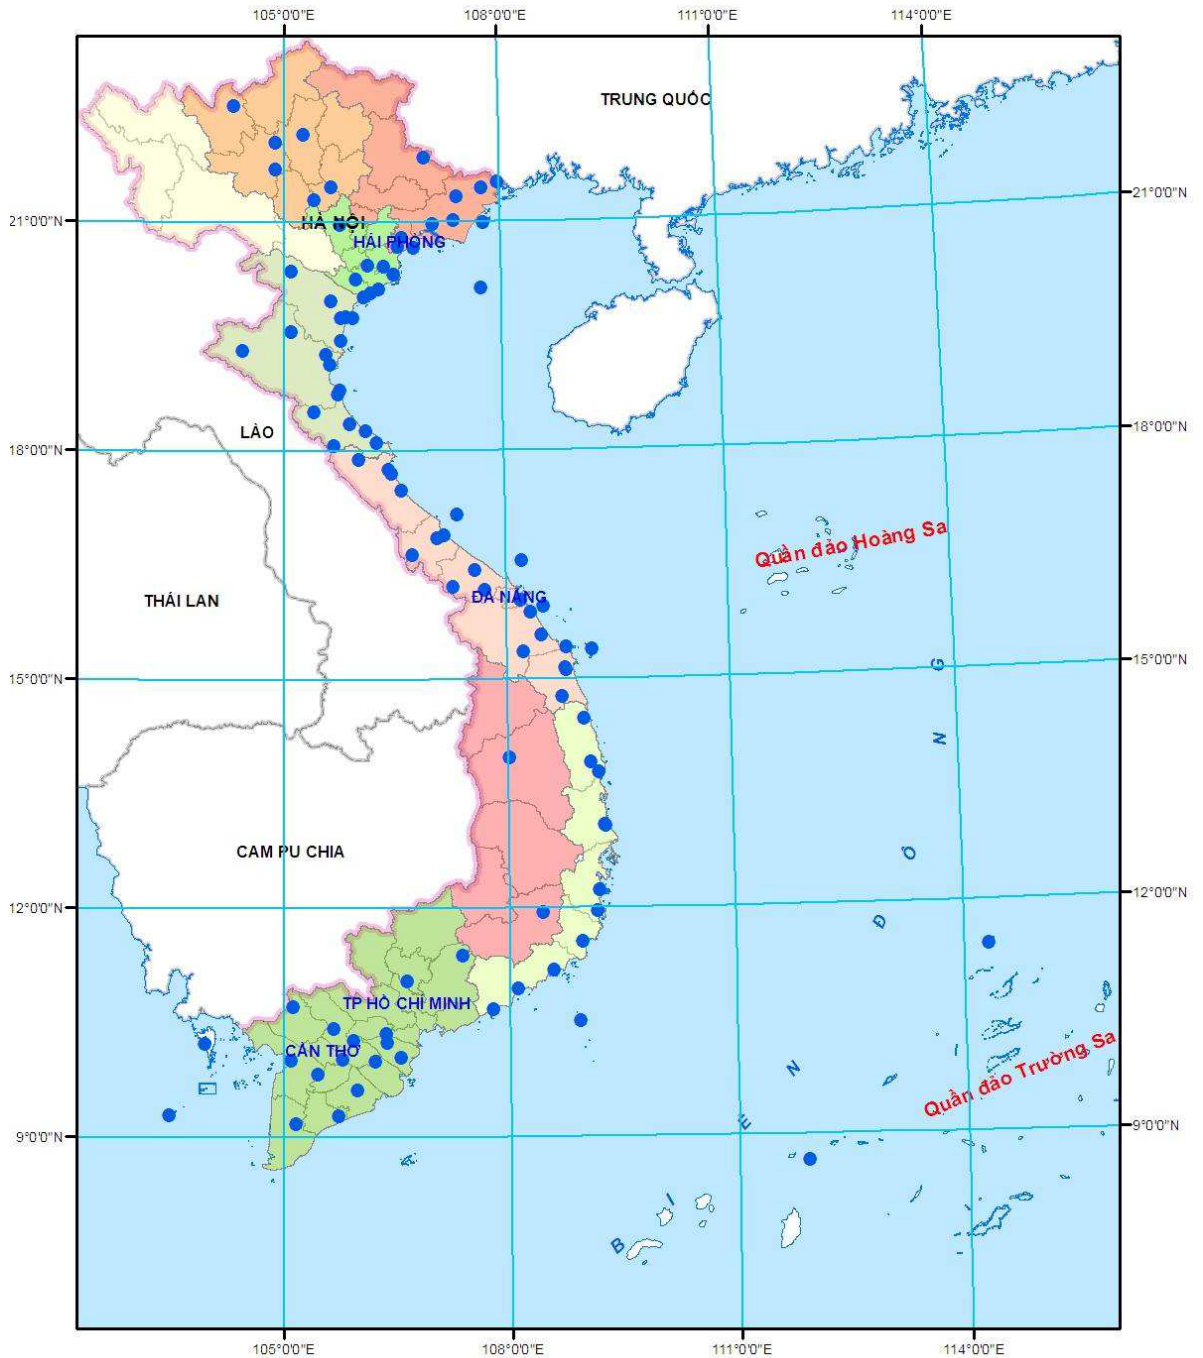 105°0'0"E
108°0'0"E
111°0'0"E
114°0'0"E
TRUNG QUỐC
21°0'0"N
21°0'0"N
HÀ NỘI
HẢI PHÒNG
LÀO
18°0'0"N
18°0'0"N
Quần đảo Hoàng Sa
THÁI LAN
ĐÀ NẴNG
15°0'0"N
15°0'0"N
CAM PU CHIA
12°0'0"N
12°0'0"N
TP HỒ CHÍ MINH
CẦN THƠ
Quần đảo Trường Sa
9°0'0"N
9°0'0"N
B I Ể N Đ Ô N G
105°0'0"E
108°0'0"E
111°0'0"E
114°0'0"E